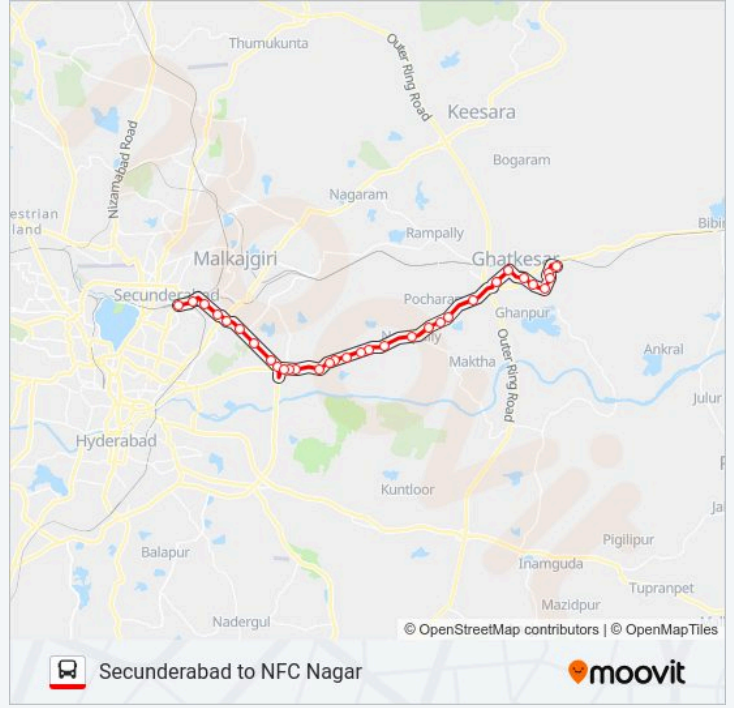 Thumukunta
Outer Ring Road
Keesara
Nizamabad Road
Bogaram
Nagaram
estrian
land
Rampally
Bibi
Malkajgiri
Ghatkesar
Secunderabad
Pochara
Ghanpur
Ankral
Maktha
Outer Ring Road
Julur
Hyderabad
Kuntloor
Ja
Pigilipur
Balapur
Inamguda
Tupranpet
Mazidpur
Nadergul
© OpenStreetMap contributors | © OpenMapTiles
Secunderabad to NFC Nagar
moovit